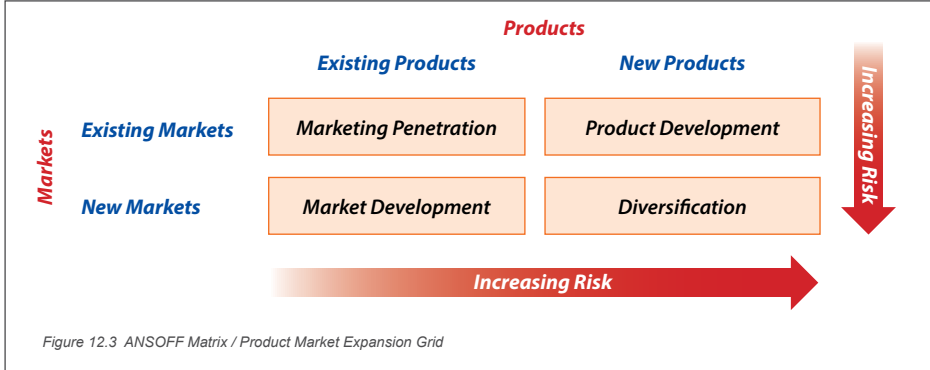 Products
Existing Products New Products
Markets
Existing Markets Marketing Penetration Product Development
New Markets Market Development Diversification
Increasing Risk
Increasing Risk
Figure 12.3 ANSOFF Matrix / Product Market Expansion Grid